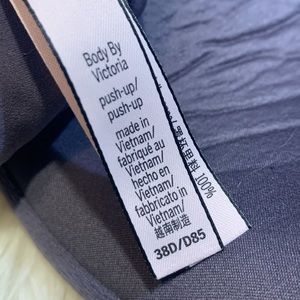 Body By
Victoria
push-up/
push-up
made in
Vietnam/
fabriqué au
Vietnam/
hecho en
Vietnam/
fabbricato in
Vietnam/
越南制造
38D/D85
100%